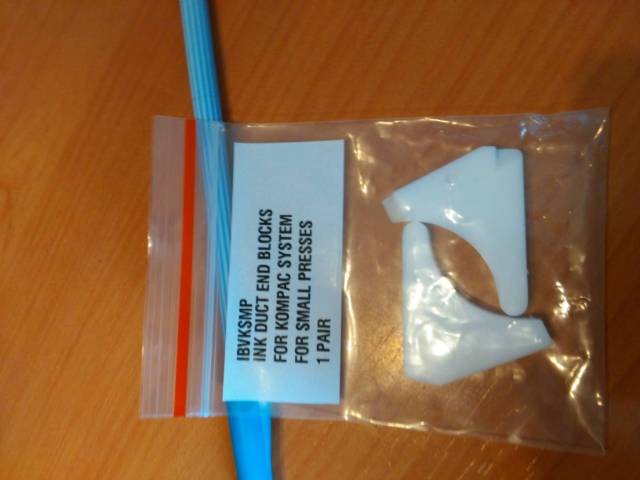 IBVKSMP
INK DUCT END BLOCKS
FOR KOMPAC SYSTEM
FOR SMALL PRESSES
1 PAIR